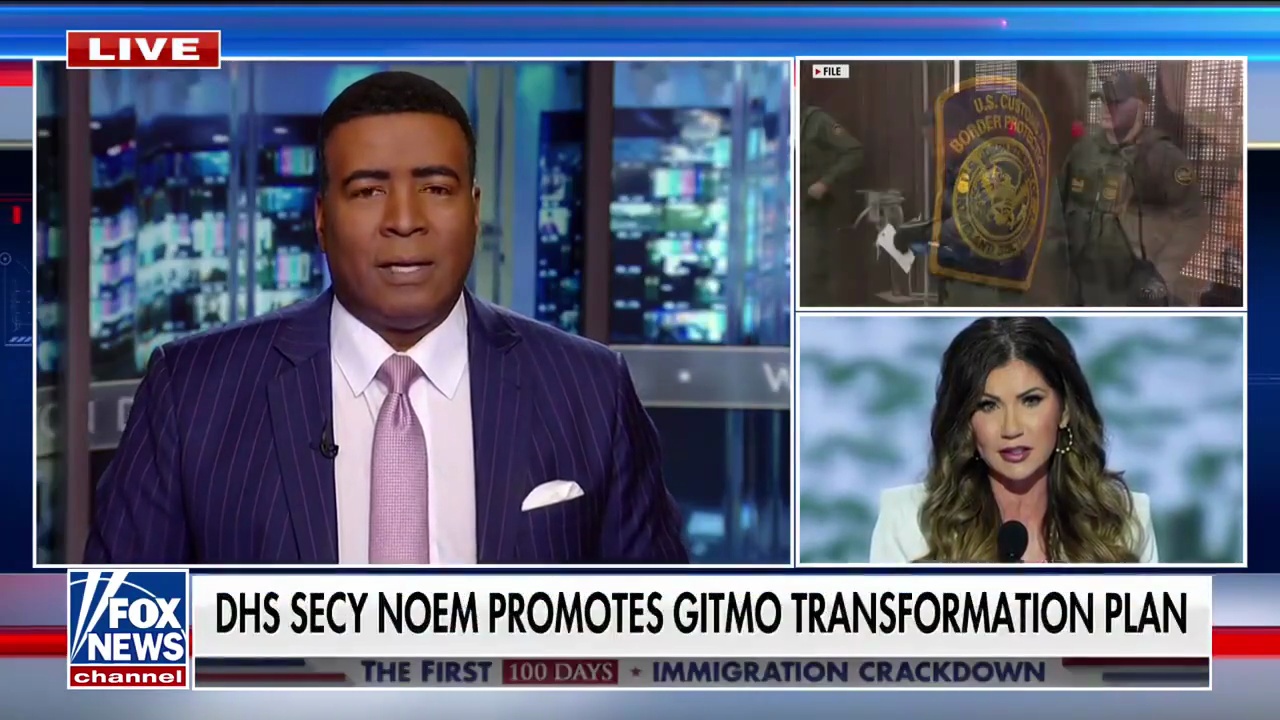 LIVE
FILE
U.S. CUSTOMS
BORDER PROTECTION
W
DHS SECY NOEM PROMOTES GITMO TRANSFORMATION PLAN
FOX
NEWS
channel
THE FIRST 100 DAYS ★ IMMIGRATION CRACKDOWN